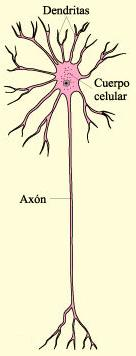 Dendritas
Cuerpo
celular
Axón